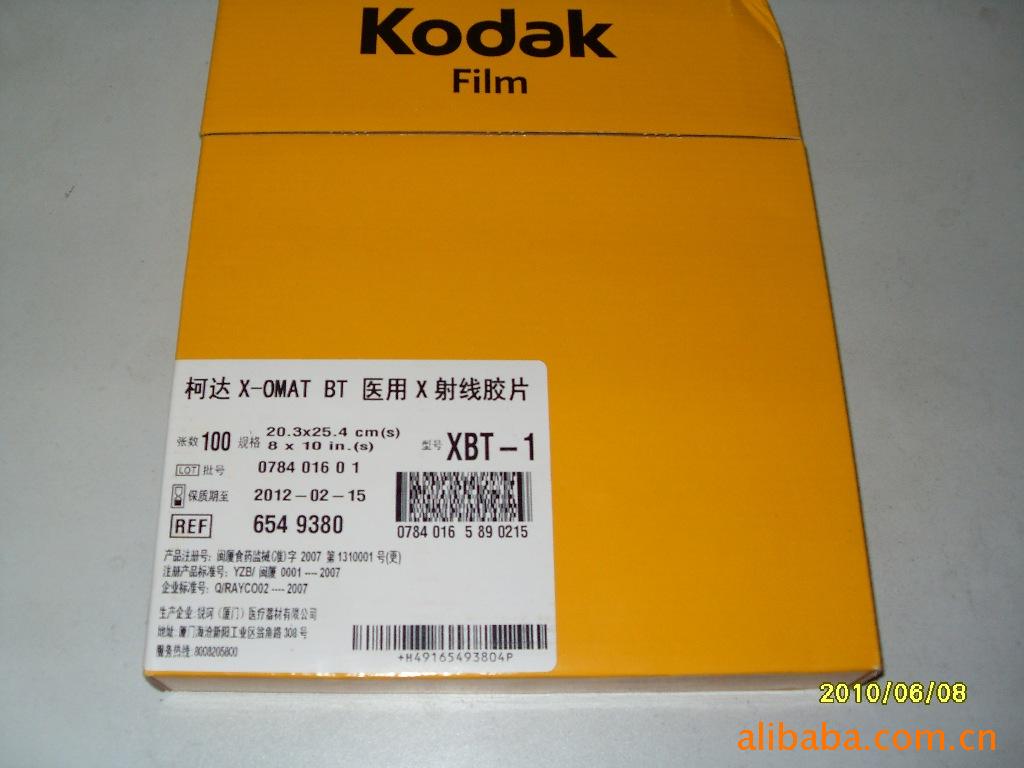 Kodak
Film
柯达 X-OMAT BT 医用 X 射线胶片
张数 100 规格 20.3x25.4 cm(s)
8 x 10 in.(s)
型号 XBT-1
LOT 批号 0784 016 0 1
保质期至 2012-02-15
REF 654 9380
0784 016 5 89 0215
产品注册号: 闽厦食药监械(准)字 2007 第 1310001 号(更)
注册产品标准号: YZB/ 闽厦 0001 ---- 2007
企业标准号: Q/RAYCO02 ---- 2007
生产企业: 锐珂 (厦门) 医疗器材有限公司
地址: 厦门海沧新阳工业区翁角路 308 号
服务热线: 8008205800
+H49165493804P
2010/06/08
alibaba.com.cn